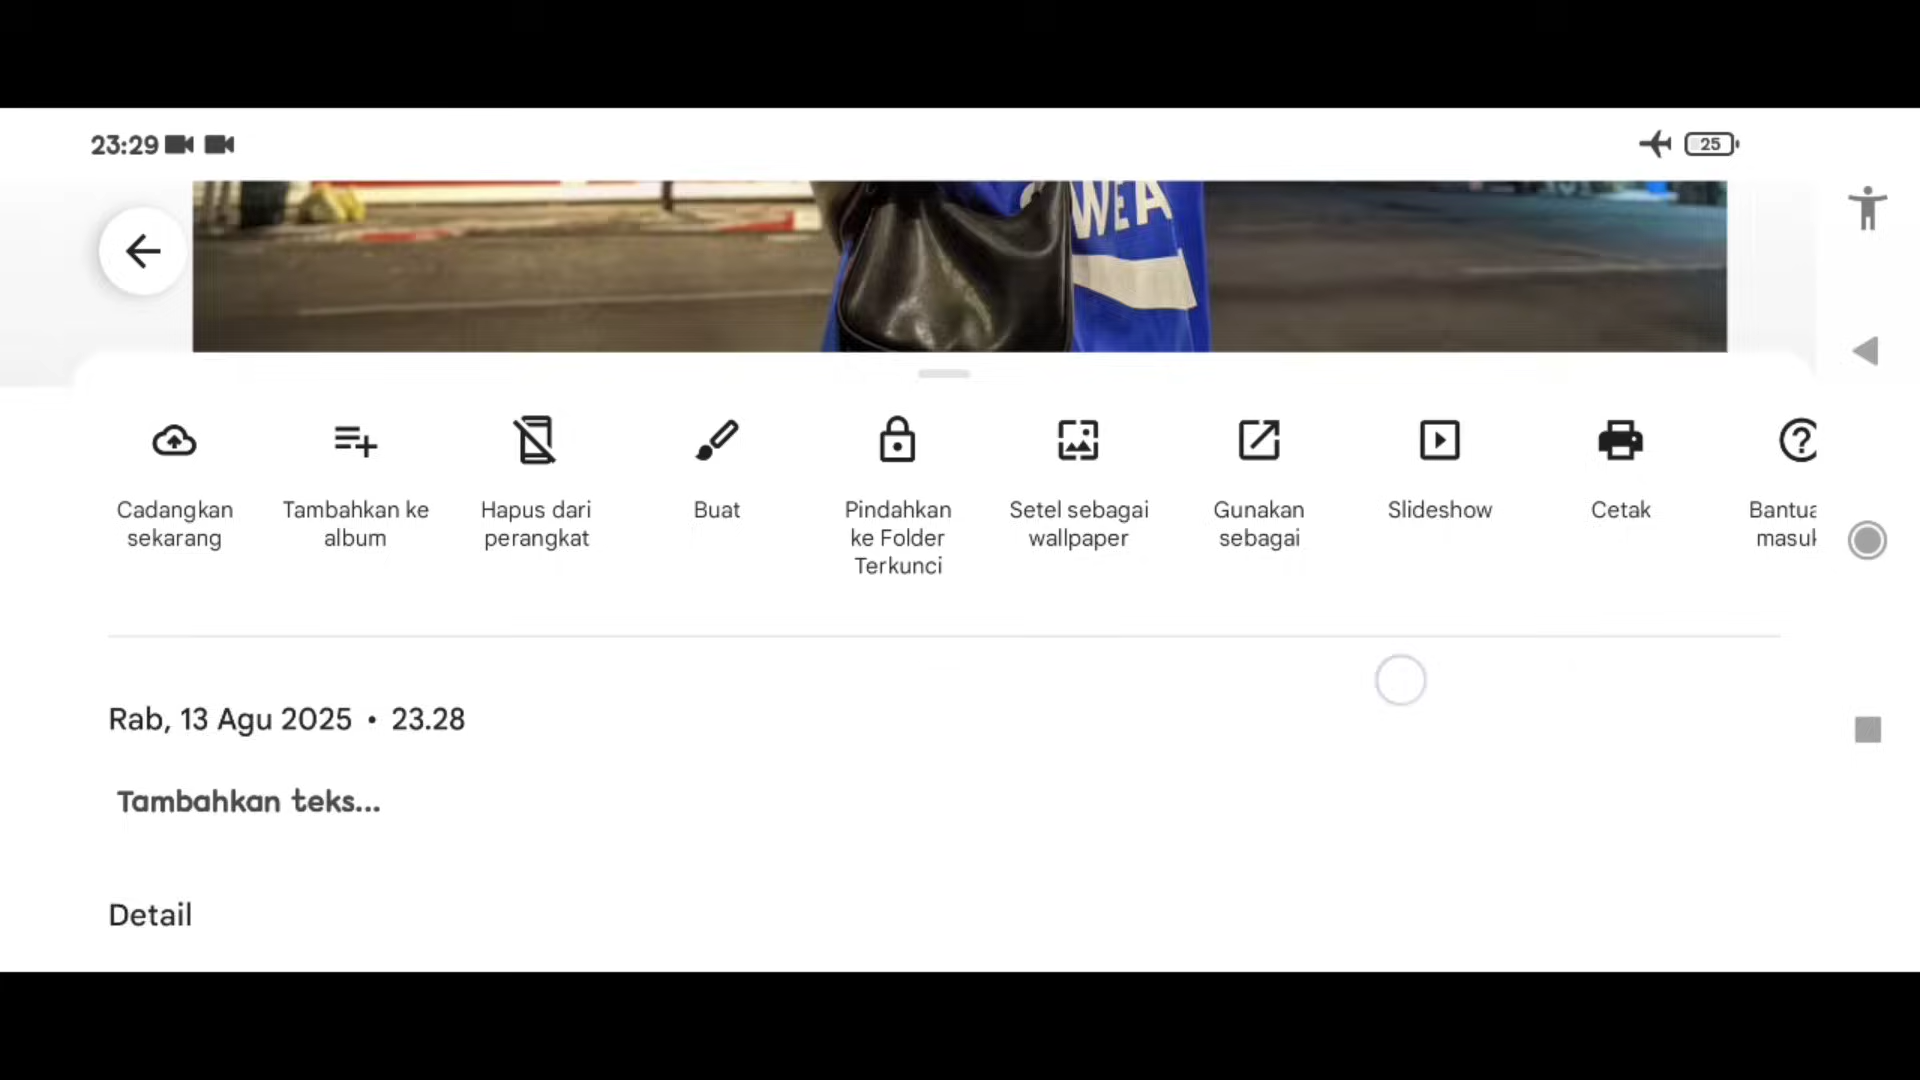 23:29
25
WEA
Cadangkan sekarang
Tambahkan ke album
Hapus dari perangkat
Buat
Pindahkan ke Folder Terkunci
Setel sebagai wallpaper
Gunakan sebagai
Slideshow
Cetak
Rab, 13 Agu 2025 • 23.28
Tambahkan teks...
Detail